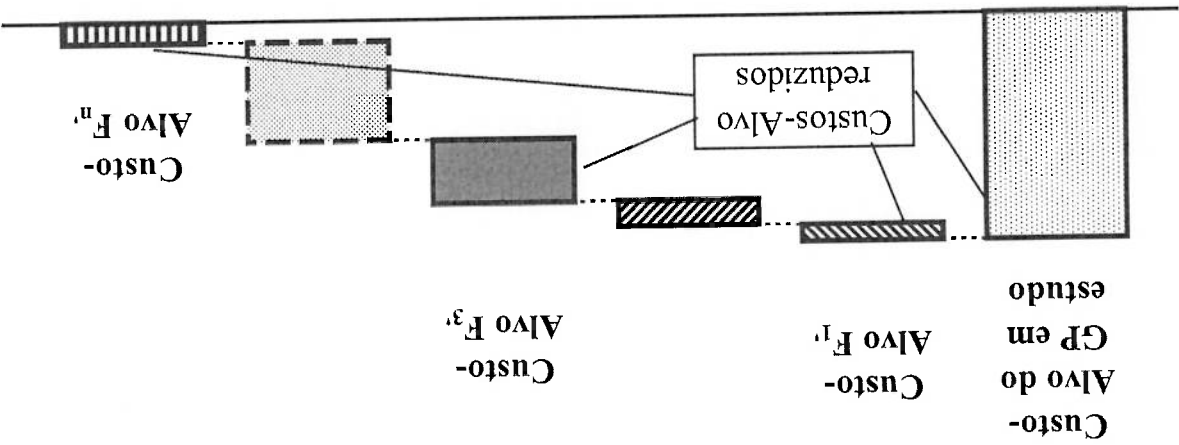 Custo-
Alvo do
GP em
estudo
Custo-
Alvo F₁'
Custo-
Alvo F₃'
Custos-Alvo
reduzidos
Custo-
Alvo Fₙ'